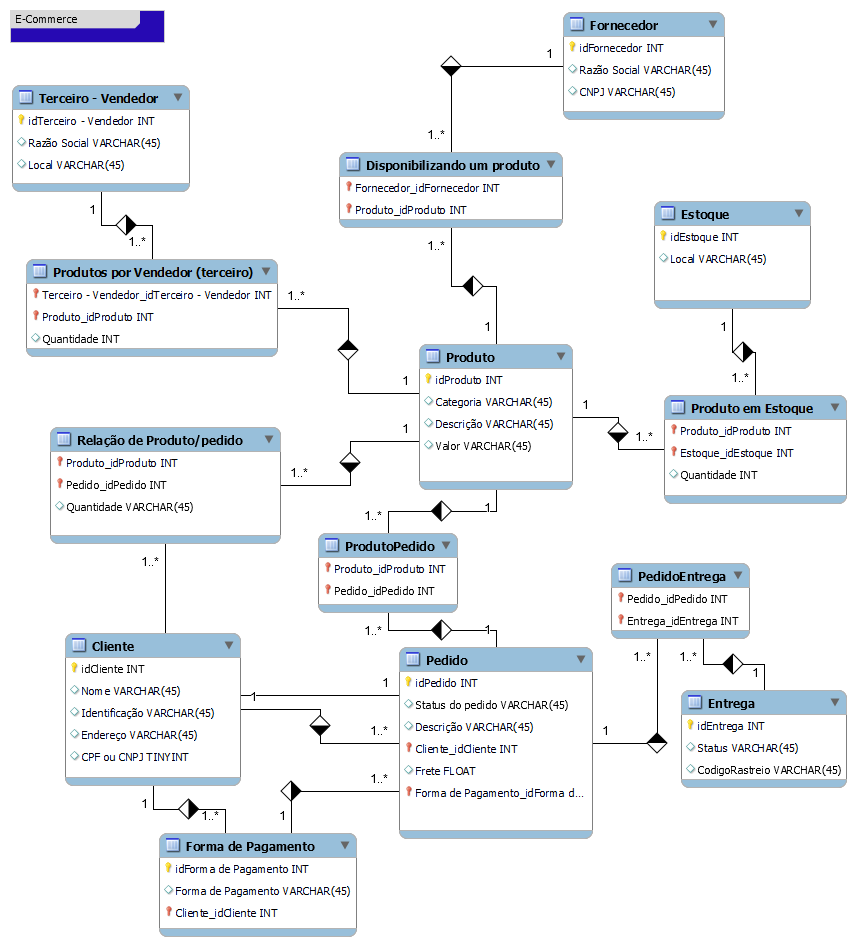 E-Commerce
Fornecedor
idFornecedor INT
Razão Social VARCHAR(45)
CNPJ VARCHAR(45)
1
1..*
Terceiro - Vendedor
idTerceiro - Vendedor INT
Razão Social VARCHAR(45)
Local VARCHAR(45)
1
1..*
Disponibilizando um produto
Fornecedor_idFornecedor INT
Produto_idProduto INT
1..*
1
Estoque
idEstoque INT
Local VARCHAR(45)
1
1..*
Produtos por Vendedor (terceiro)
Terceiro - Vendedor_idTerceiro - Vendedor INT
Produto_idProduto INT
Quantidade INT
1..*
1
Produto
idProduto INT
Categoria VARCHAR(45)
Descrição VARCHAR(45)
Valor VARCHAR(45)
1
1..*
Produto em Estoque
Produto_idProduto INT
Estoque_idEstoque INT
Quantidade INT
Relação de Produto/pedido
Produto_idProduto INT
Pedido_idPedido INT
Quantidade VARCHAR(45)
1
1..*
1..*
1
1..*
ProdutoPedido
Produto_idProduto INT
Pedido_idPedido INT
1..*
1
PedidoEntrega
Pedido_idPedido INT
Entrega_idEntrega INT
1..*
1..*
1
1
Cliente
idCliente INT
Nome VARCHAR(45)
Identificação VARCHAR(45)
Endereço VARCHAR(45)
CPF ou CNPJ TINYINT
1
1
1..*
1..*
1
Pedido
idPedido INT
Status do pedido VARCHAR(45)
Descrição VARCHAR(45)
Cliente_idCliente INT
Frete FLOAT
Forma de Pagamento_idForma d...
Entrega
idEntrega INT
Status VARCHAR(45)
CodigoRastreio VARCHAR(45)
1
1..*
Forma de Pagamento
idForma de Pagamento INT
Forma de Pagamento VARCHAR(45)
Cliente_idCliente INT